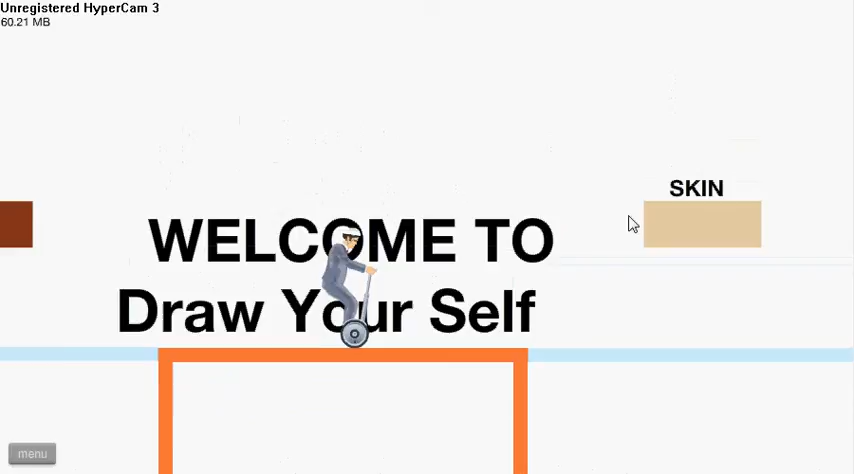 Unregistered HyperCam 3
60.21 MB
SKIN
WELCOME TO
Draw Your Self
menu